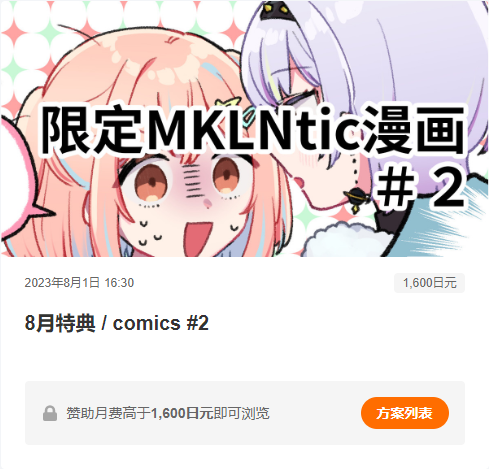 限定MKLNtic漫画
＃２
2023年8月1日 16:30
1,600日元
8月特典 / comics #2
赞助月费高于1,600日元即可浏览
方案列表